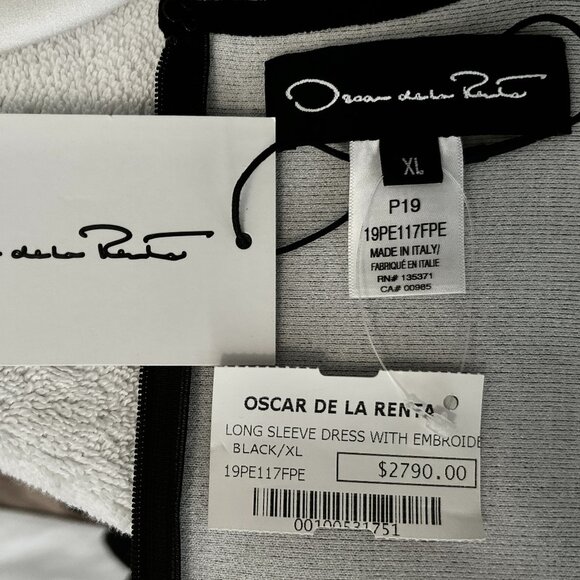 Oscar de la Renta
XL
P19
19PE117FPE
MADE IN ITALY/
FABRIQUÉ EN ITALIE
RN# 135371
CA# 00985
de la Renta
OSCAR DE LA RENTA
LONG SLEEVE DRESS WITH EMBROIDE
BLACK/XL
19PE117FPE
$2790.00
00100531751